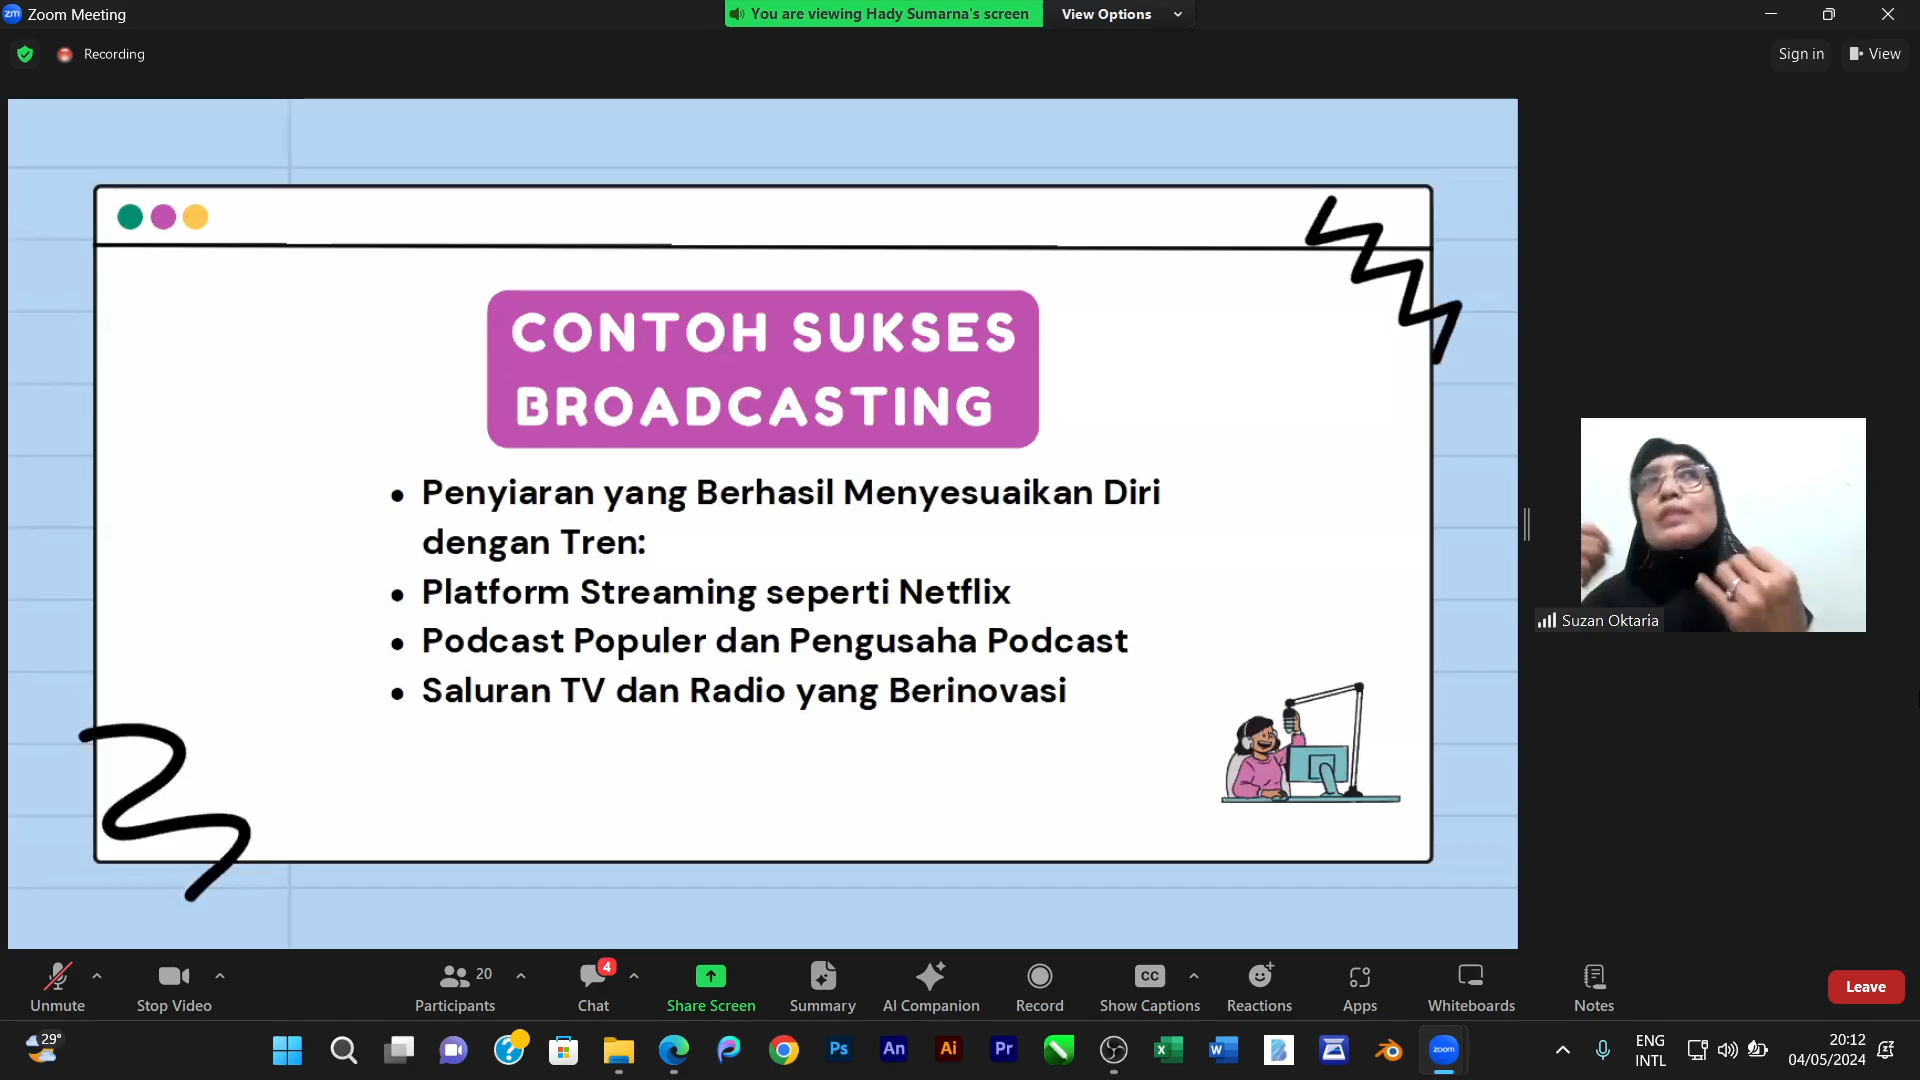 Zoom Meeting
You are viewing Hady Sumarna's screen
View Options
Recording
Sign in
View
CONTOH SUKSES
BROADCASTING
• Penyiaran yang Berhasil Menyesuaikan Diri
dengan Tren:
• Platform Streaming seperti Netflix
• Podcast Populer dan Pengusaha Podcast
• Saluran TV dan Radio yang Berinovasi
Suzan Oktaria
Unmute
Stop Video
20
Participants
4
Chat
Share Screen
Summary
AI Companion
Record
CC
Show Captions
Reactions
Apps
Whiteboards
Notes
Leave
29°
Ps
An
Ai
Pr
zoom
ENG
INTL
20:12
04/05/2024